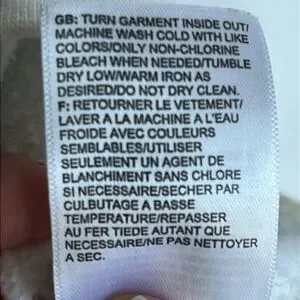 GB: TURN GARMENT INSIDE OUT/
MACHINE WASH COLD WITH LIKE
COLORS/ONLY NON-CHLORINE
BLEACH WHEN NEEDED/TUMBLE
DRY LOW/WARM IRON AS
DESIRED/DO NOT DRY CLEAN.
F: RETOURNER LE VETEMENT/
LAVER A LA MACHINE A L'EAU
FROIDE AVEC COULEURS
SEMBLABLES/UTILISER
SEULEMENT UN AGENT DE
BLANCHIMENT SANS CHLORE
SI NECESSAIRE/SECHER PAR
CULBUTAGE A BASSE
TEMPERATURE/REPASSER
AU FER TIEDE AUTANT QUE
NECESSAIRE/NE PAS NETTOYER
A SEC.